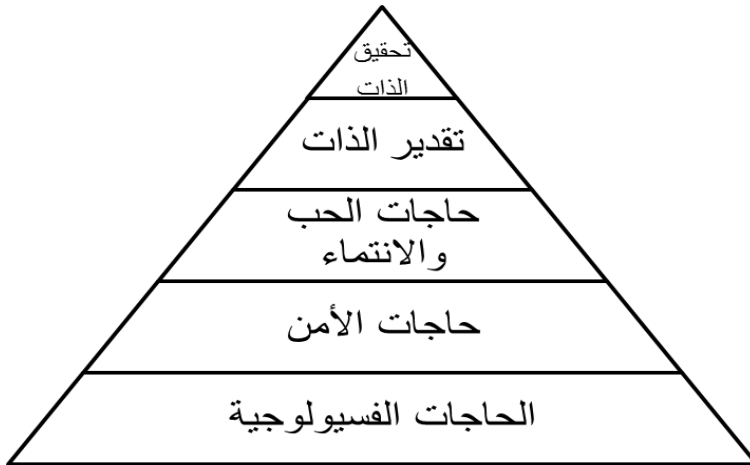 تحقيق
الذات
تقدير الذات
حاجات الحب
والانتماء
حاجات الأمن
الحاجات الفسيولوجية